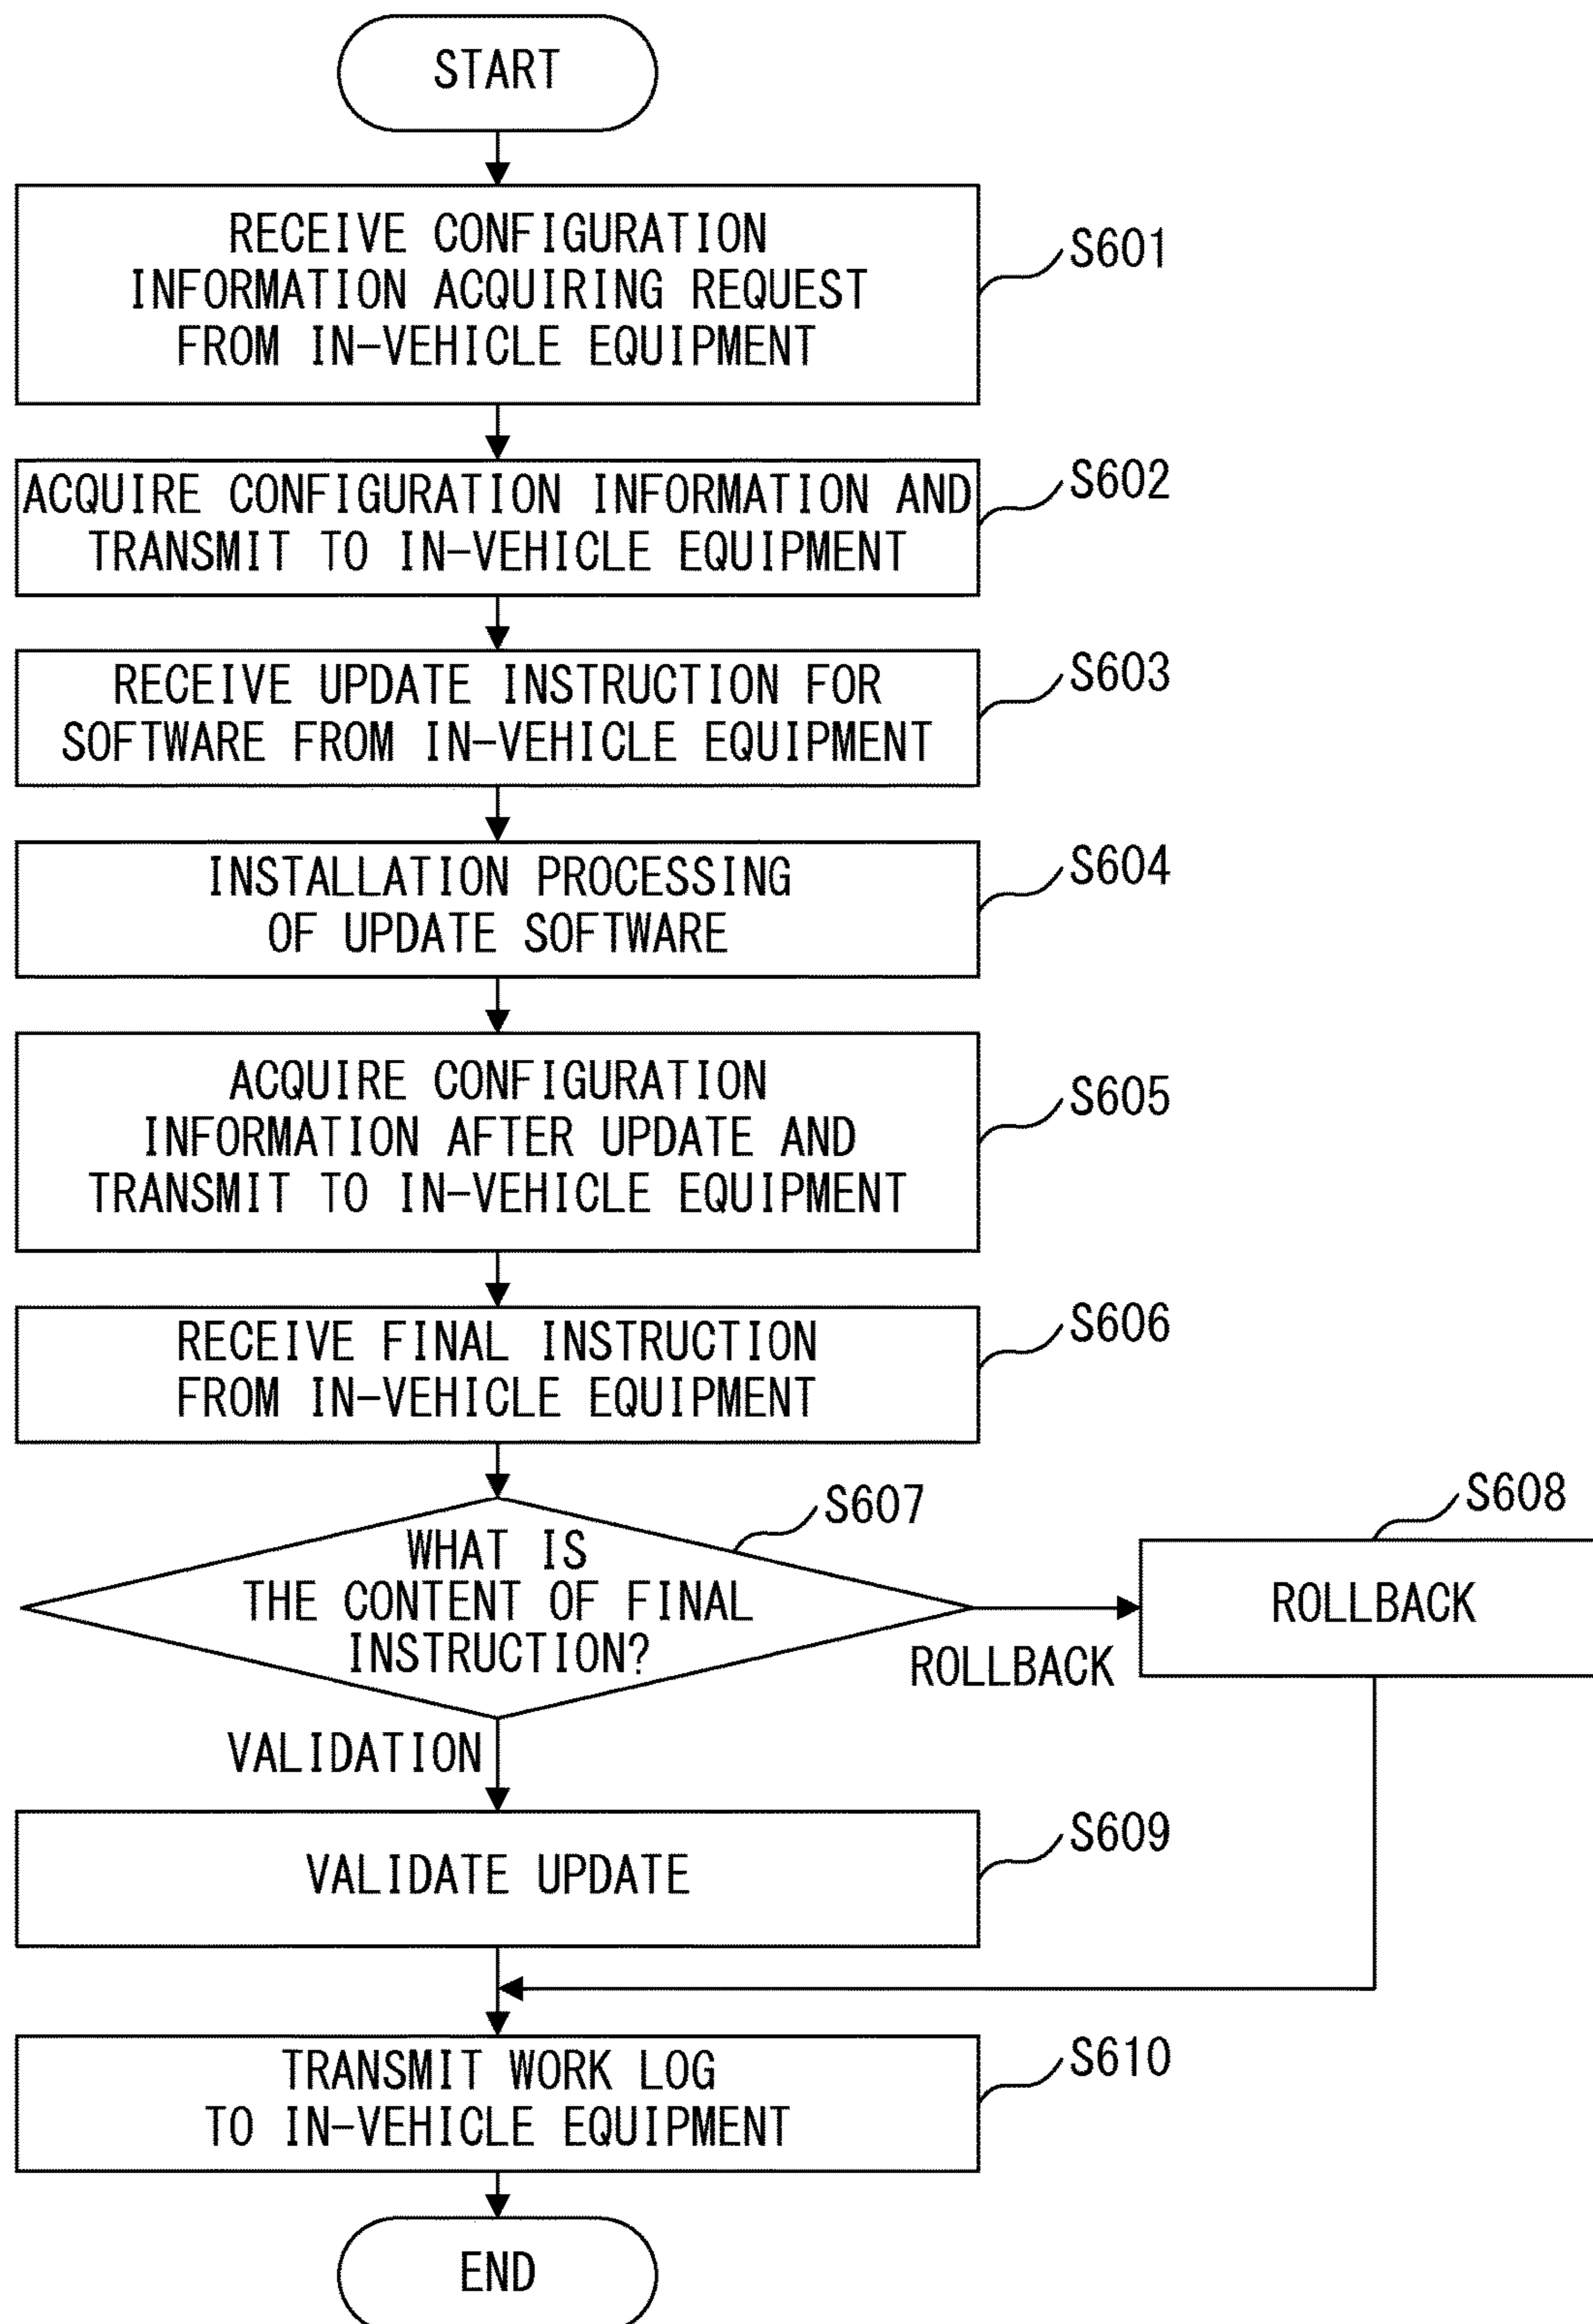 START
RECEIVE CONFIGURATION
INFORMATION ACQUIRING REQUEST
FROM IN-VEHICLE EQUIPMENT
S601
ACQUIRE CONFIGURATION INFORMATION AND
TRANSMIT TO IN-VEHICLE EQUIPMENT
S602
RECEIVE UPDATE INSTRUCTION FOR
SOFTWARE FROM IN-VEHICLE EQUIPMENT
S603
INSTALLATION PROCESSING
OF UPDATE SOFTWARE
S604
ACQUIRE CONFIGURATION
INFORMATION AFTER UPDATE AND
TRANSMIT TO IN-VEHICLE EQUIPMENT
S605
RECEIVE FINAL INSTRUCTION
FROM IN-VEHICLE EQUIPMENT
S606
WHAT IS
THE CONTENT OF FINAL
INSTRUCTION?
S607
ROLLBACK
S608
ROLLBACK
VALIDATION
VALIDATE UPDATE
S609
TRANSMIT WORK LOG
TO IN-VEHICLE EQUIPMENT
S610
END